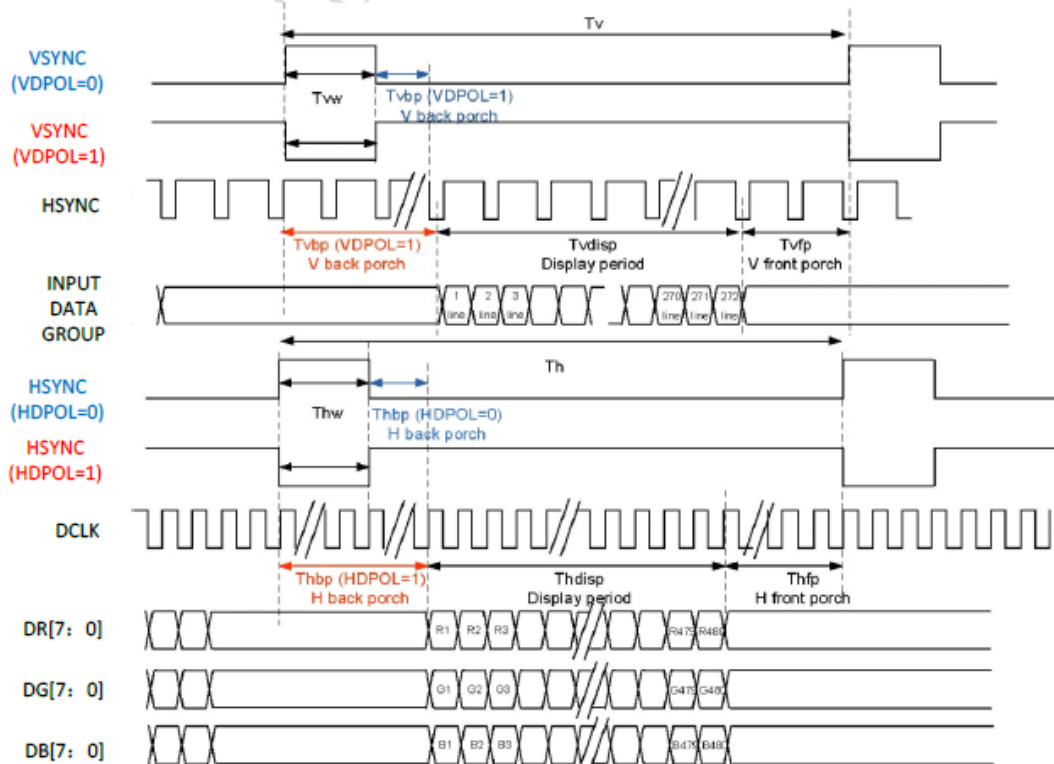 Tv
VSYNC
(VDPOL=0)
Tvw
Tvbp (VDPOL=1)
V back porch
VSYNC
(VDPOL=1)
HSYNC
Tvbp (VDPOL=1)
V back porch
Tvdisp
Display period
Tvfp
V front porch
INPUT
DATA
GROUP
1
line
2
line
3
line
270
line
271
line
272
line
Th
HSYNC
(HDPOL=0)
Thw
Thbp (HDPOL=0)
H back porch
HSYNC
(HDPOL=1)
DCLK
Thbp (HDPOL=1)
H back porch
Thdisp
Display period
Thfp
H front porch
DR[7: 0]
R1 R2 R3 R479 R480
DG[7: 0]
G1 G2 G3 G479 G480
DB[7: 0]
B1 B2 B3 B479 B480